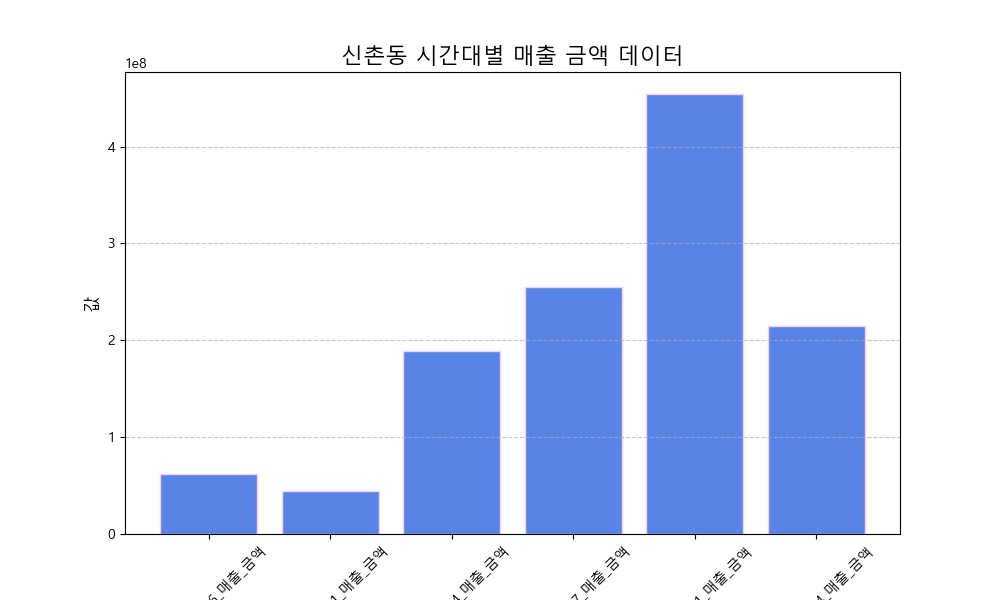 신촌동 시간대별 매출 금액 데이터
1e8
값
4
3
2
1
0
6_매출_금액
1_매출_금액
4_매출_금액
7_매출_금액
1_매출_금액
4_매출_금액